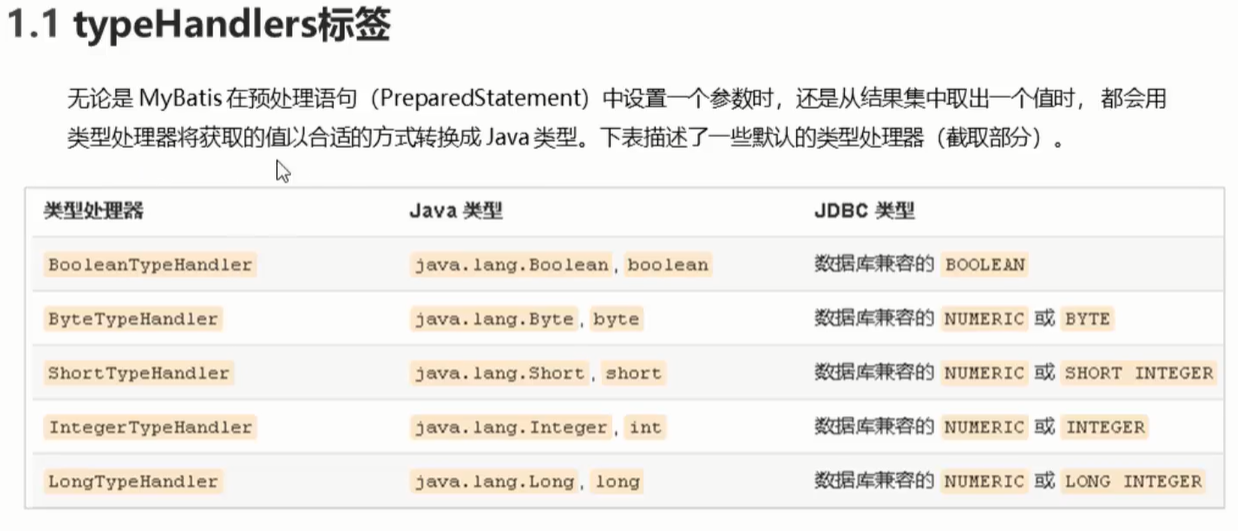 1.1 typeHandlers标签
无论是 MyBatis 在预处理语句（PreparedStatement）中设置一个参数时，还是从结果集中取出一个值时， 都会用
类型处理器将获取的值以合适的方式转换成 Java 类型。下表描述了一些默认的类型处理器（截取部分）。
类型处理器 Java 类型 JDBC 类型
BooleanTypeHandler java.lang.Boolean, boolean 数据库兼容的 BOOLEAN
ByteTypeHandler java.lang.Byte, byte 数据库兼容的 NUMERIC 或 BYTE
ShortTypeHandler java.lang.Short, short 数据库兼容的 NUMERIC 或 SHORT INTEGER
IntegerTypeHandler java.lang.Integer, int 数据库兼容的 NUMERIC 或 INTEGER
LongTypeHandler java.lang.Long, long 数据库兼容的 NUMERIC 或 LONG INTEGER